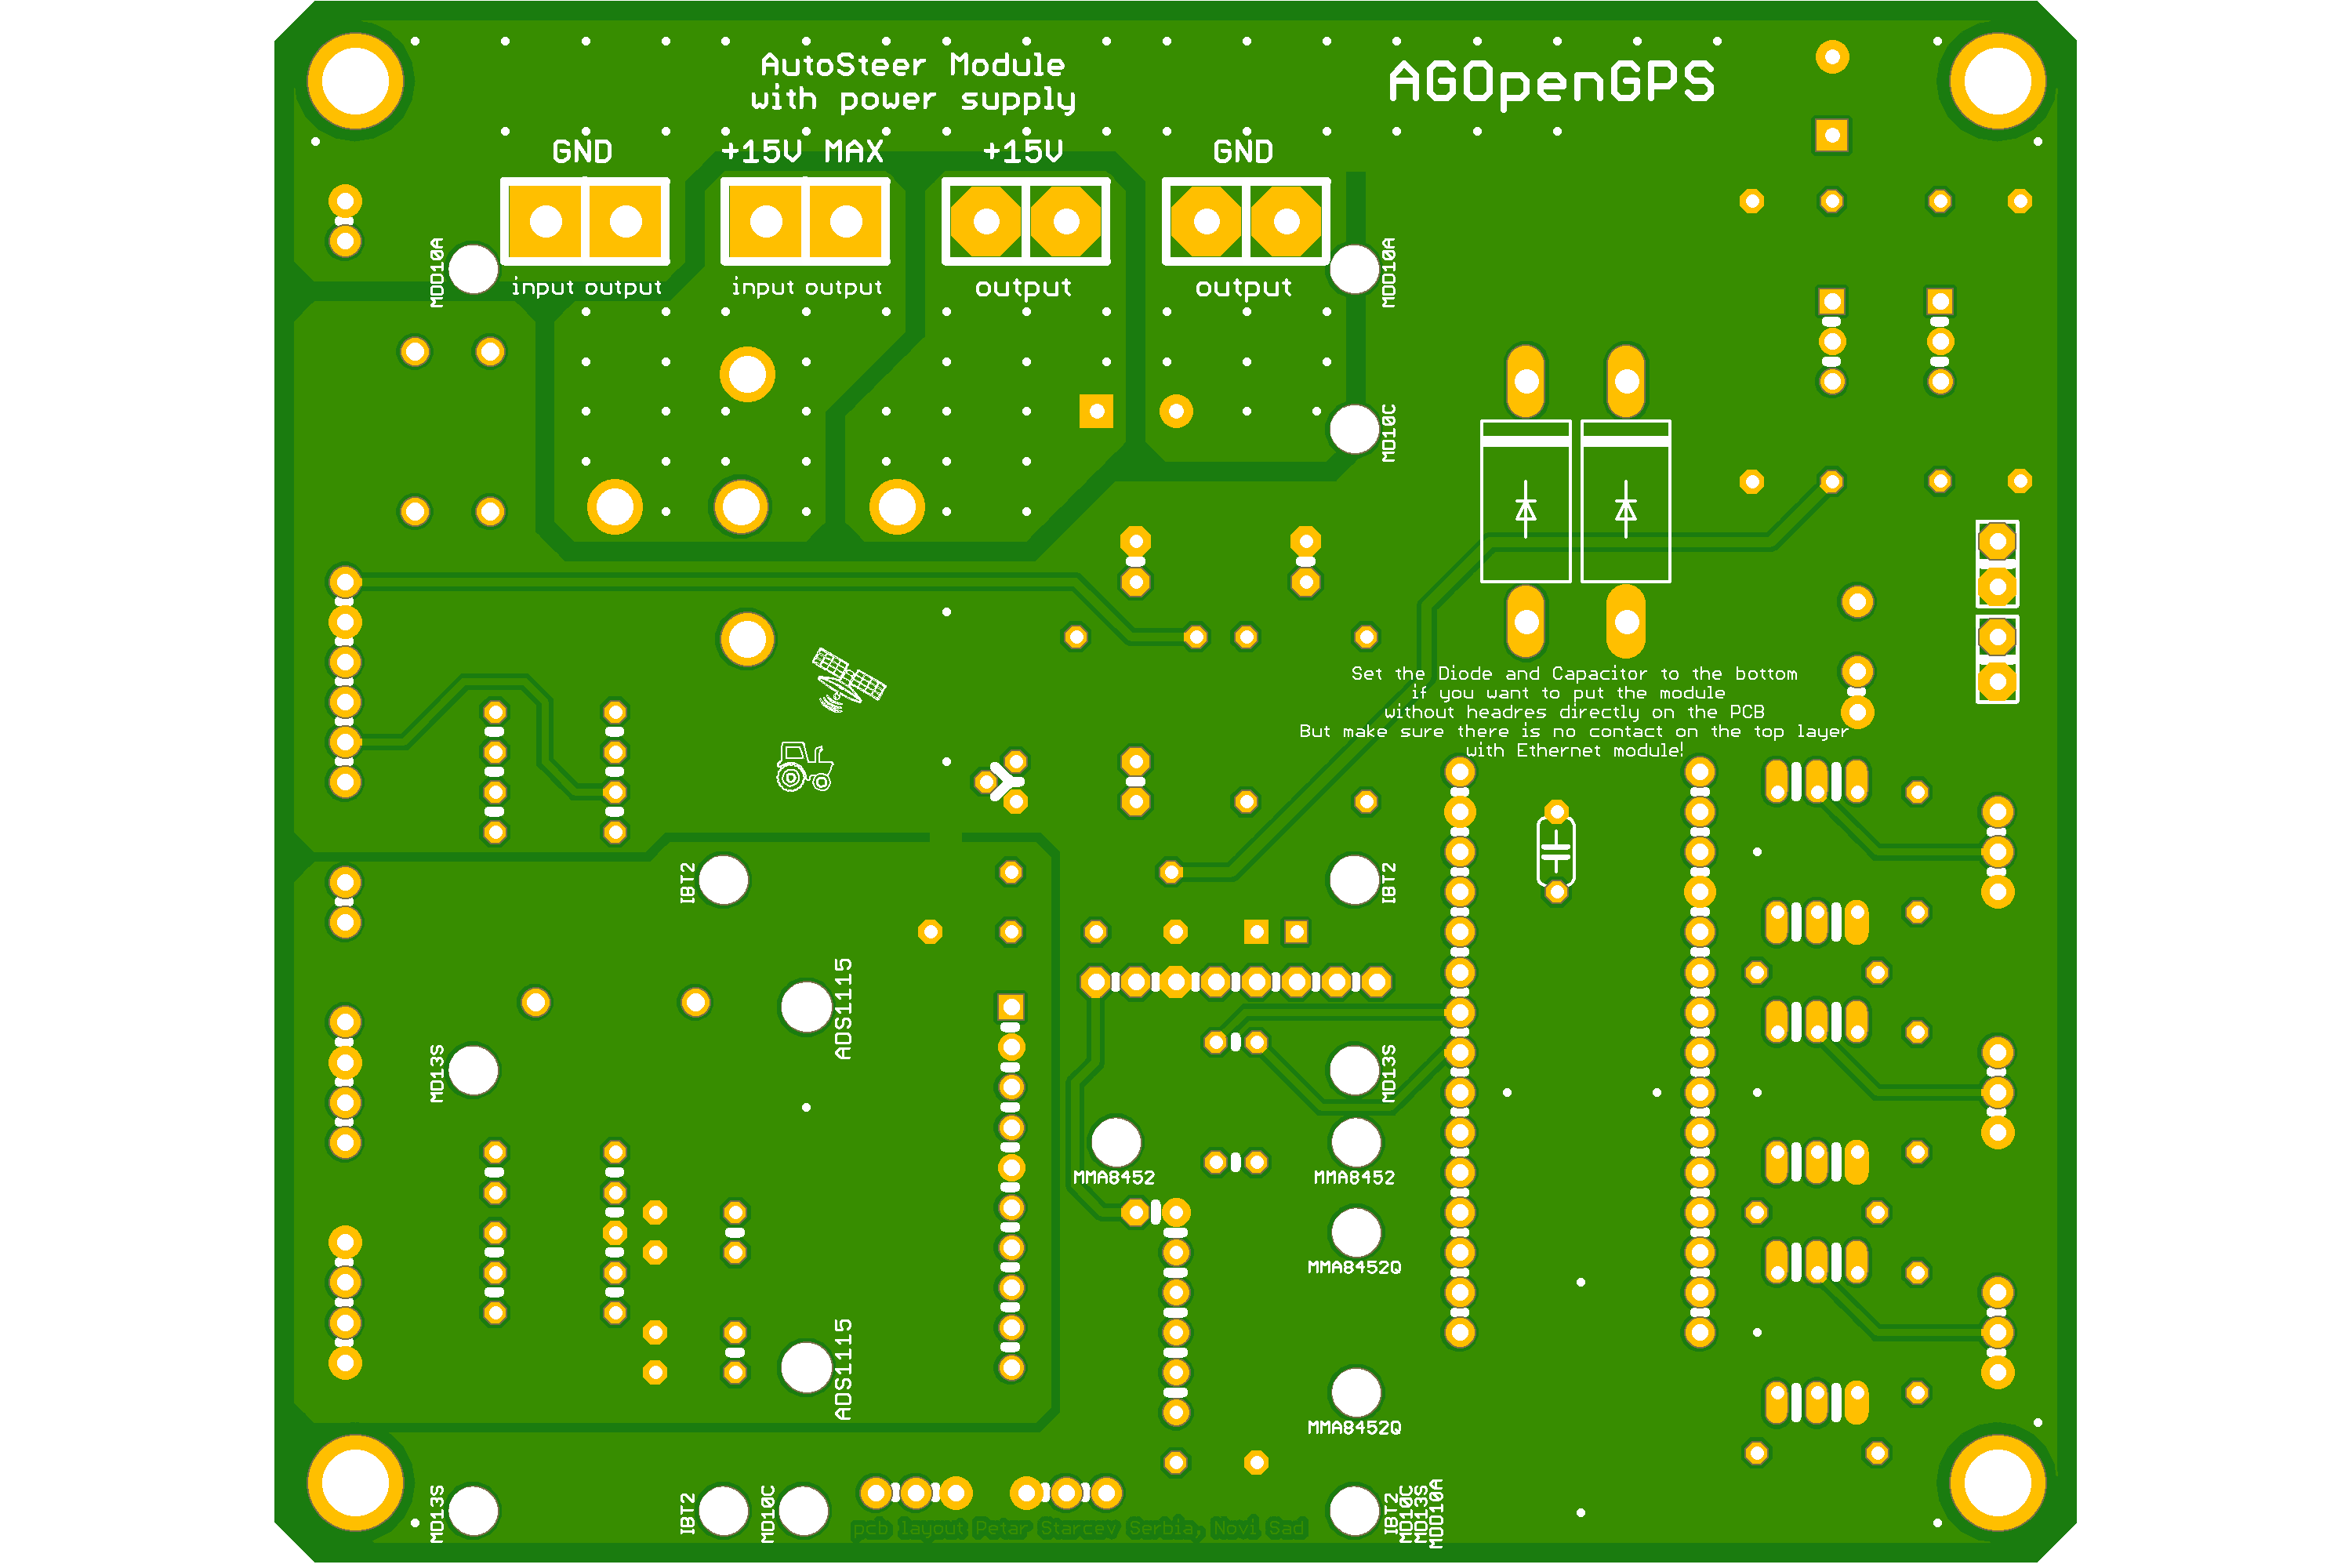 AutoSteer Module
with power supply
AGOpenGPS
GND
+15V MAX
+15V
GND
MDD10A
input output
input output
output
output
MDD10A
MD10C
Set the Diode and Capacitor to the bottom
if you want to put the module
without headres directly on the PCB
But make sure there is no contact on the top layer
with Ethernet module!
IBT2
IBT2
ADS1115
MD13S
MD13S
MMA8452
MMA8452
MMA8452Q
ADS1115
MMA8452Q
MD13S
IBT2
MD10C
pcb layout Petar Starcev Serbia, Novi Sad
IBT2
MD10C
MD13S
MDD10A